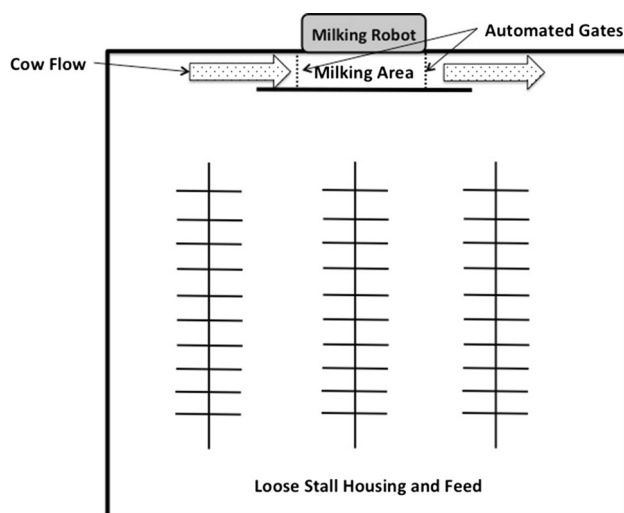 Milking Robot
Automated Gates
Cow Flow
Milking Area
Loose Stall Housing and Feed